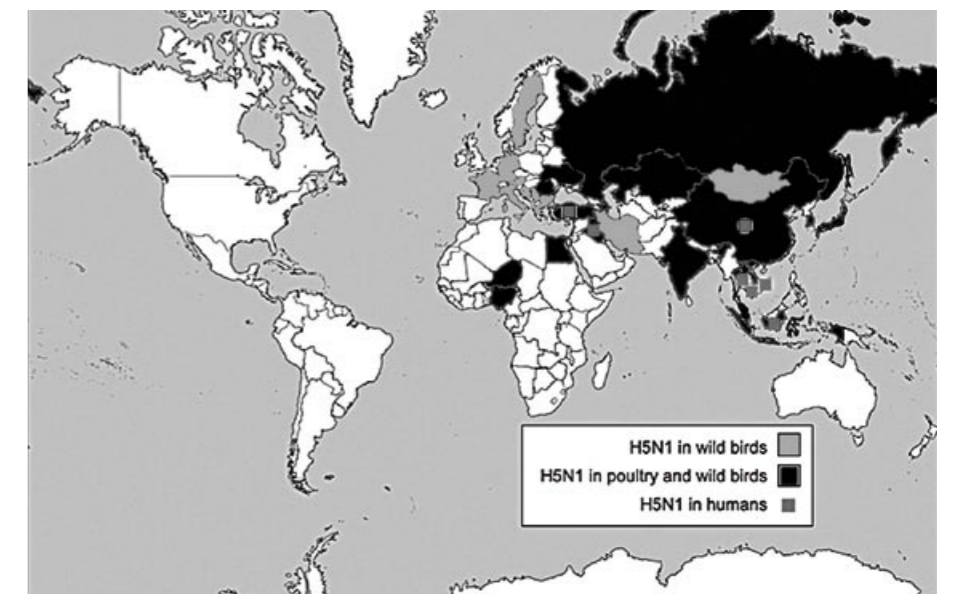 H5N1 in wild birds
H5N1 in poultry and wild birds
H5N1 in humans